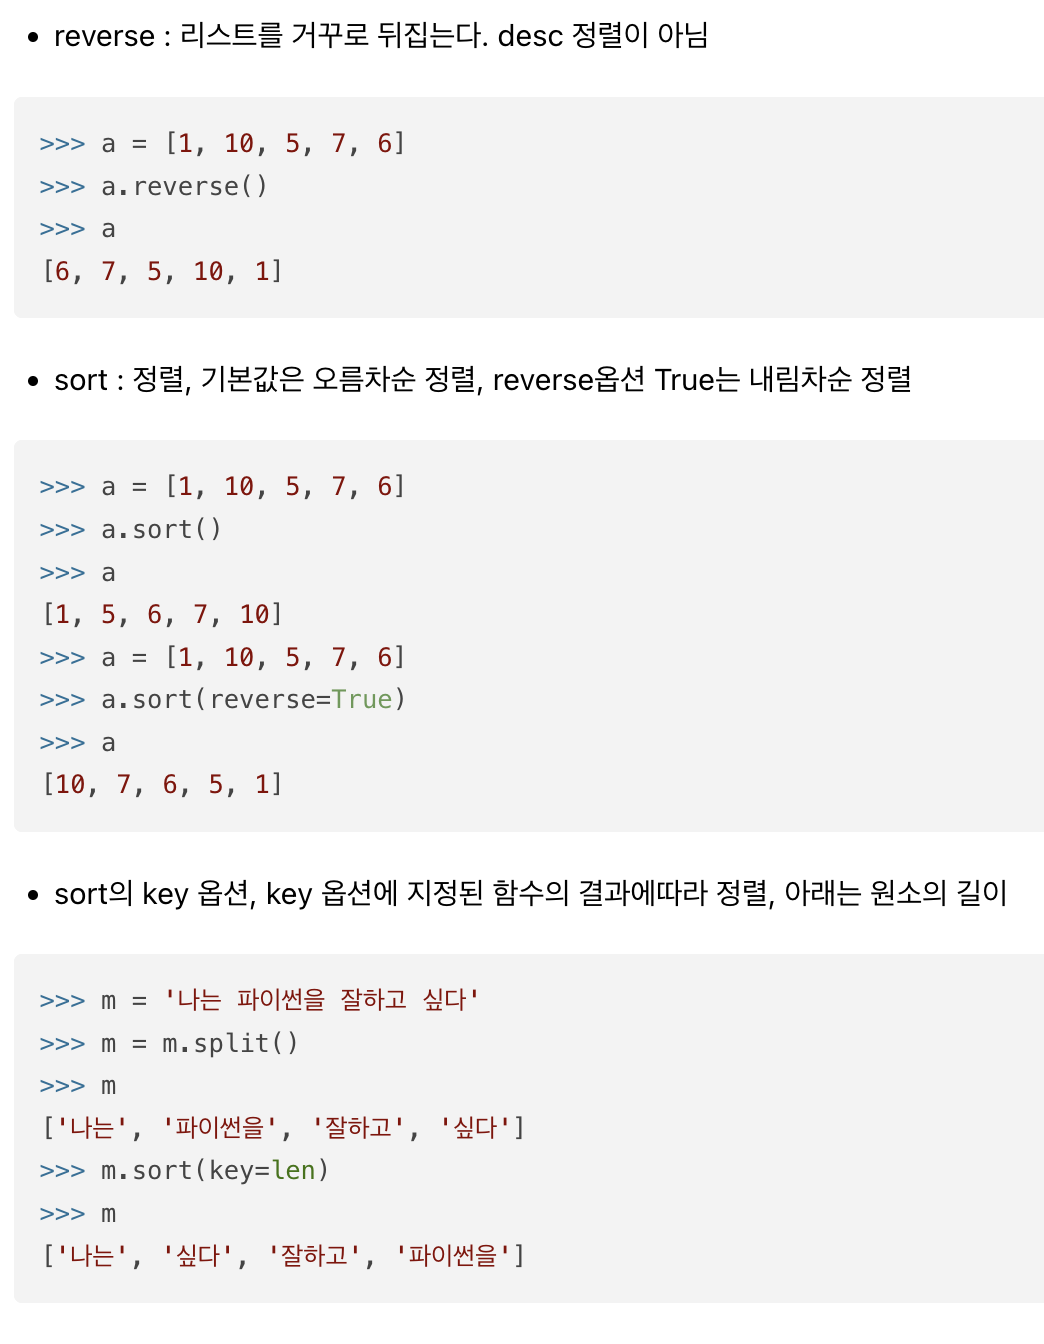 • reverse : 리스트를 거꾸로 뒤집는다. desc 정렬이 아님
>>> a = [1, 10, 5, 7, 6]
>>> a.reverse()
>>> a
[6, 7, 5, 10, 1]
• sort : 정렬, 기본값은 오름차순 정렬, reverse옵션 True는 내림차순 정렬
>>> a = [1, 10, 5, 7, 6]
>>> a.sort()
>>> a
[1, 5, 6, 7, 10]
>>> a = [1, 10, 5, 7, 6]
>>> a.sort(reverse=True)
>>> a
[10, 7, 6, 5, 1]
• sort의 key 옵션, key 옵션에 지정된 함수의 결과에따라 정렬, 아래는 원소의 길이
>>> m = '나는 파이썬을 잘하고 싶다'
>>> m = m.split()
>>> m
['나는', '파이썬을', '잘하고', '싶다']
>>> m.sort(key=len)
>>> m
['나는', '싶다', '잘하고', '파이썬을']